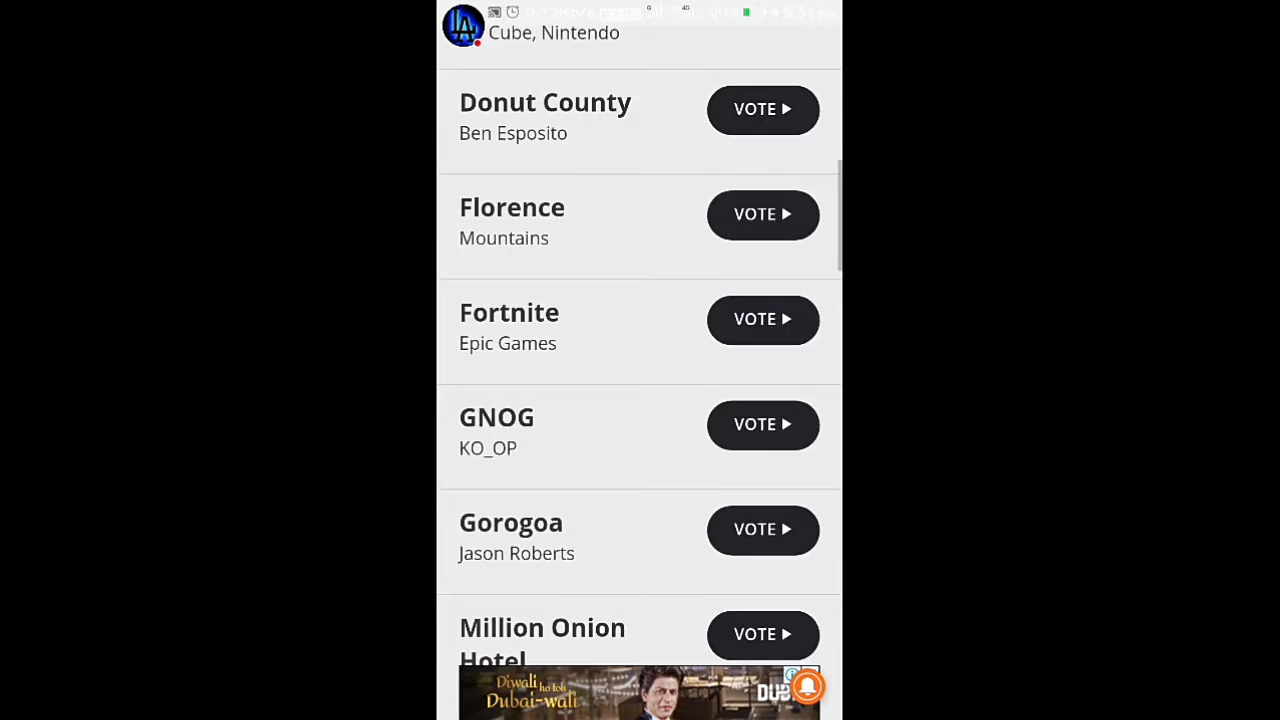 Cube, Nintendo
Donut County
VOTE
Ben Esposito
Florence
VOTE
Mountains
Fortnite
VOTE
Epic Games
GNOG
VOTE
KO_OP
Gorogoa
VOTE
Jason Roberts
Million Onion
Hotel
VOTE
Diwali ho toh
Dubai-wali